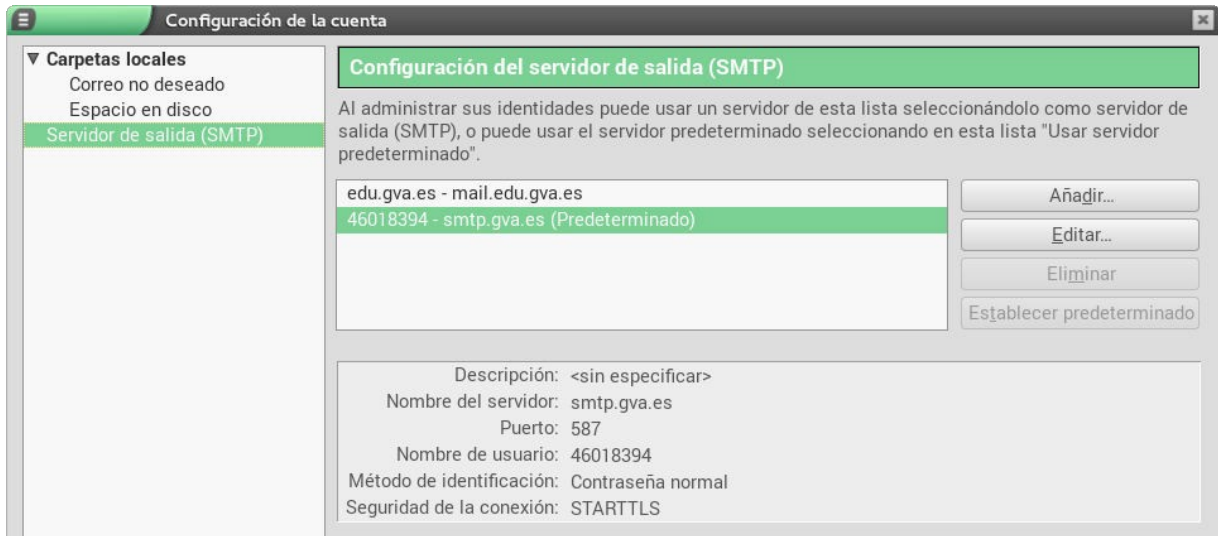 Configuración de la cuenta
Carpetas locales
Correo no deseado
Espacio en disco
Servidor de salida (SMTP)
Configuración del servidor de salida (SMTP)
Al administrar sus identidades puede usar un servidor de esta lista seleccionándolo como servidor de
salida (SMTP), o puede usar el servidor predeterminado seleccionando en esta lista "Usar servidor
predeterminado".
edu.gva.es - mail.edu.gva.es
46018394 - smtp.gva.es (Predeterminado)
Añadir...
Editar...
Eliminar
Establecer predeterminado
Descripción: <sin especificar>
Nombre del servidor: smtp.gva.es
Puerto: 587
Nombre de usuario: 46018394
Método de identificación: Contraseña normal
Seguridad de la conexión: STARTTLS